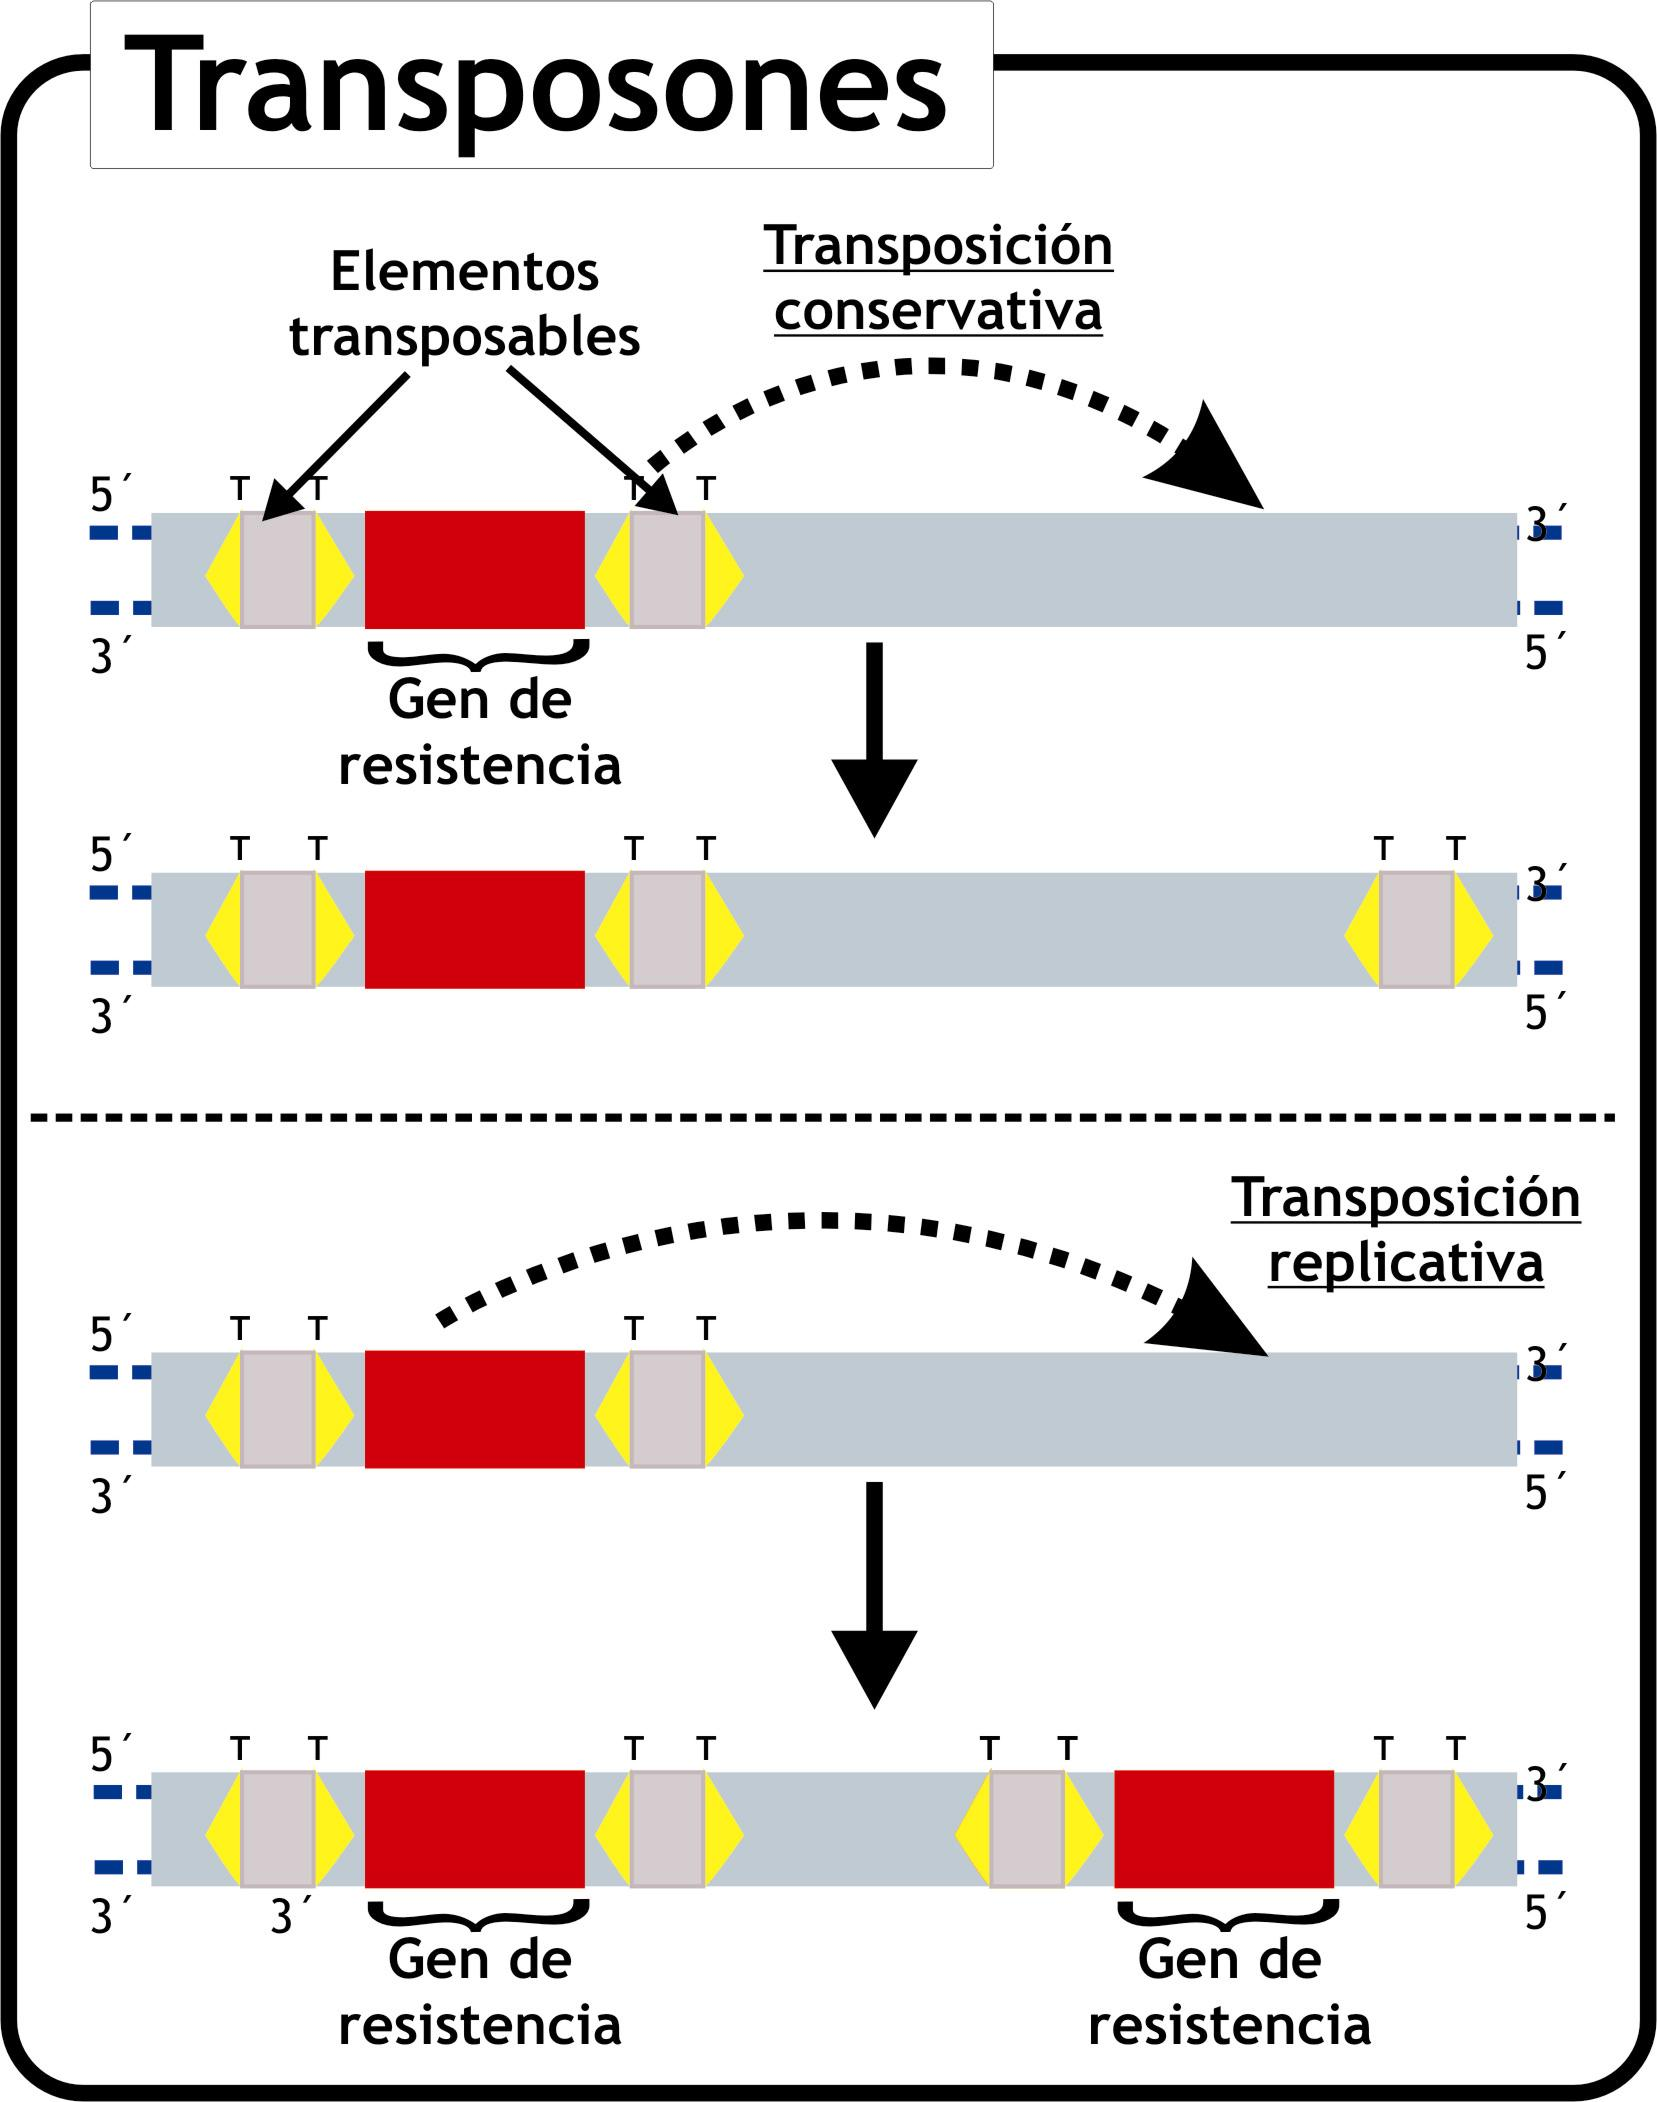 Transposones
Elementos
transposables
Transposición
conservativa
5´ T T T T 3´
3´ 5´
Gen de
resistencia
5´ T T T T T T 3´
3´ 5´
Transposición
replicativa
5´ T T T T 3´
3´ 5´
5´ T T T T T T T T 3´
3´ 3´ 5´
Gen de
resistencia
Gen de
resistencia